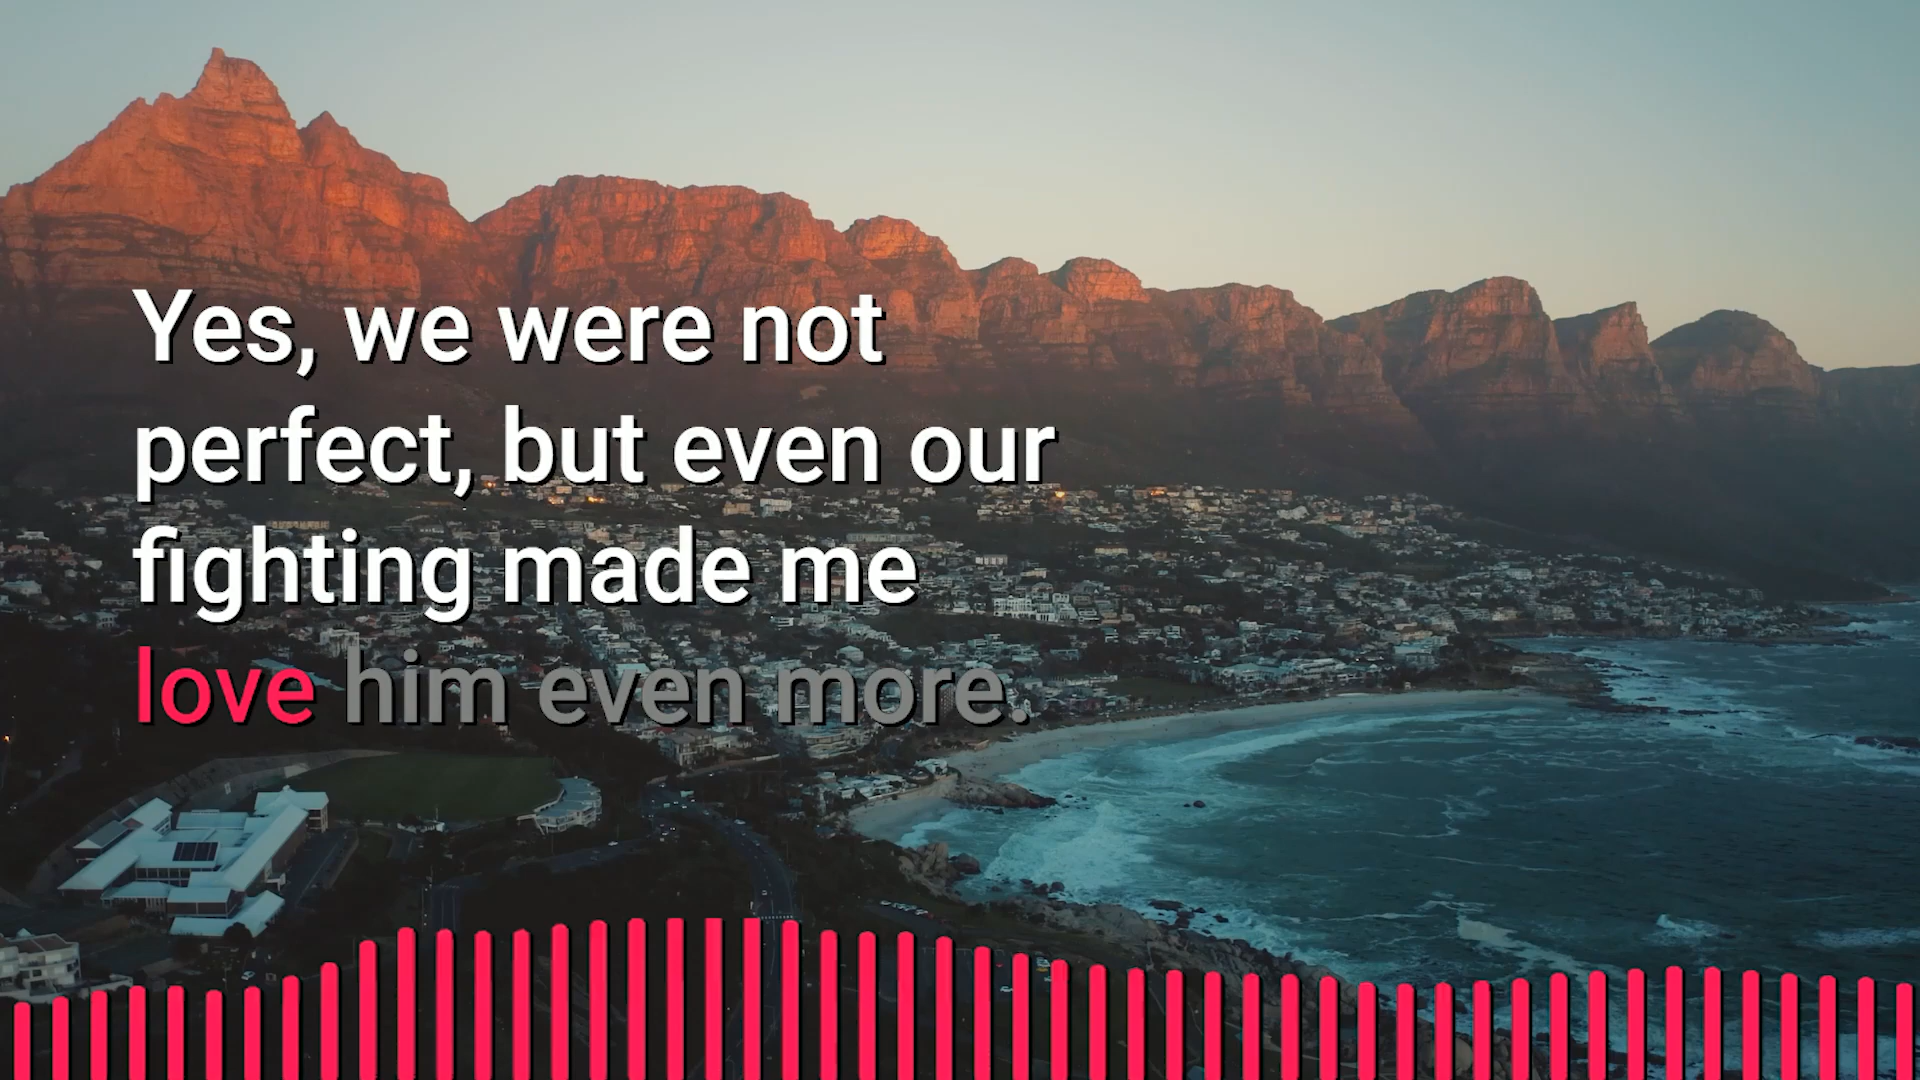 Yes, we were not
perfect, but even our
fighting made me
love him even more.